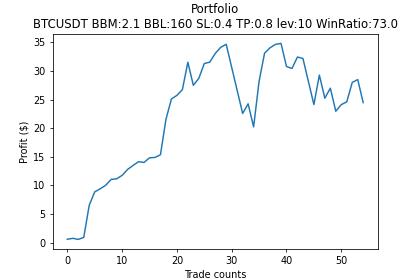 Portfolio
BTCUSDT BBM:2.1 BBL:160 SL:0.4 TP:0.8 lev:10 WinRatio:73.0
35
30
25
20
15
10
5
0
Profit ($)
0 10 20 30 40 50
Trade counts